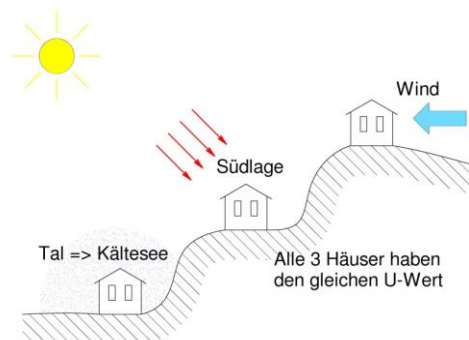 Wind
Südlage
Tal => Kältesee
Alle 3 Häuser haben
den gleichen U-Wert